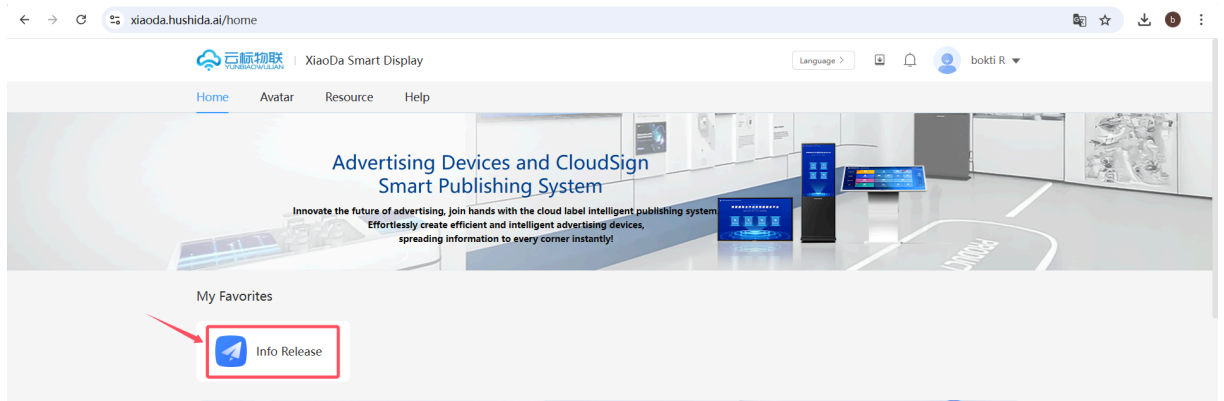 xiaoda.hushida.ai/home
b
云标物联
YUNBIAOWULIAN
XiaoDa Smart Display
Language >
bokti R
Home
Avatar
Resource
Help
Advertising Devices and CloudSign
Smart Publishing System
Innovate the future of advertising, join hands with the cloud label intelligent publishing system.
Effortlessly create efficient and intelligent advertising devices,
spreading information to every corner instantly!
My Favorites
Info Release